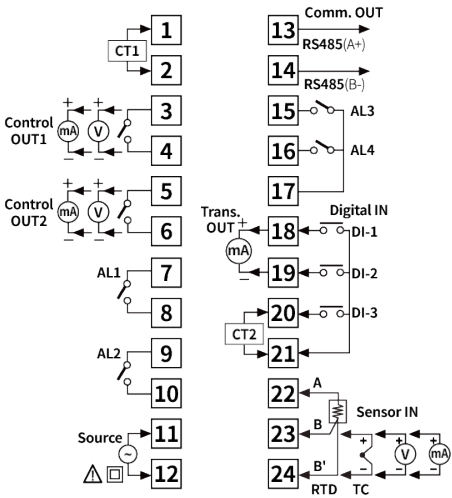 1
CT1
2
Control
OUT1
+ +
mA V
− −
3
4
Control
OUT2
+ +
mA V
− −
5
6
AL1
7
8
AL2
9
10
Source
11
12
Comm. OUT
13
RS485(A+)
14
RS485(B-)
15 AL3
16 AL4
17
Trans.
OUT
+
mA
−
Digital IN
18 DI-1
19 DI-2
20 DI-3
CT2
21
22 A
Sensor IN
23 B
+ + +
V mA
− − −
24 B'
RTD TC